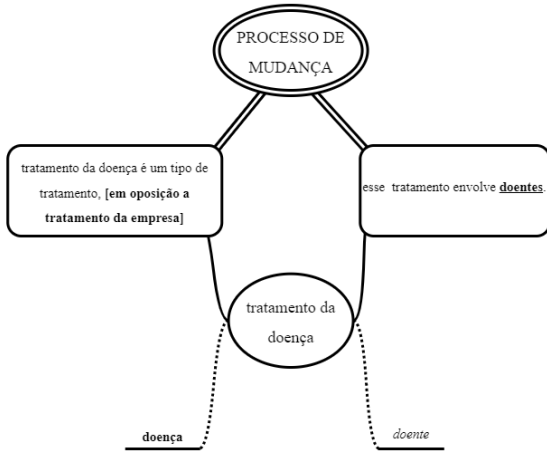 PROCESSO DE
MUDANÇA
tratamento da doença é um tipo de
tratamento, [em oposição a
tratamento da empresa]
esse tratamento envolve doentes.
tratamento da
doença
doença
doente